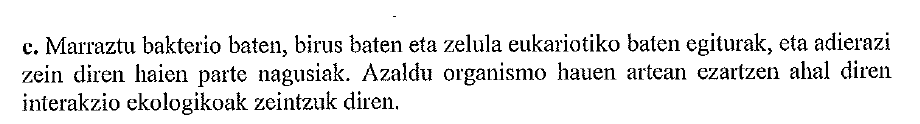 c. Marraztu bakterio baten, birus baten eta zelula eukariotiko baten egiturak, eta adierazi
zein diren haien parte nagusiak. Azaldu organismo hauen artean ezartzen ahal diren
interakzio ekologikoak zeintzuk diren.